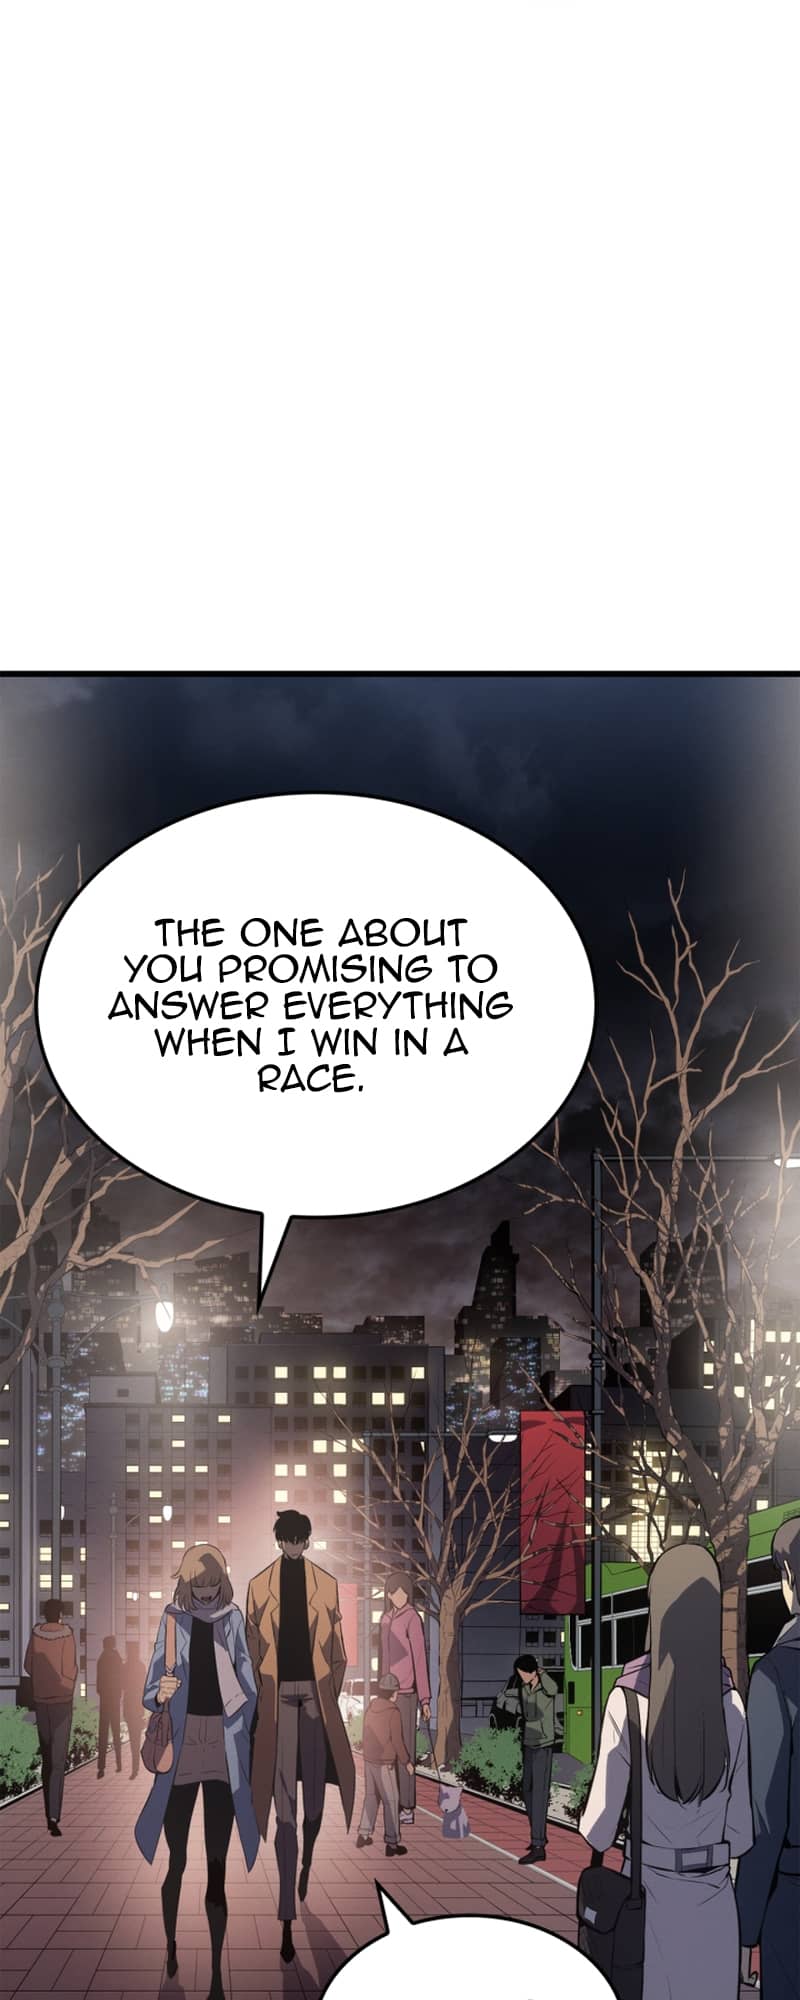 THE ONE ABOUT
YOU PROMISING TO
ANSWER EVERYTHING
WHEN I WIN IN A
RACE.